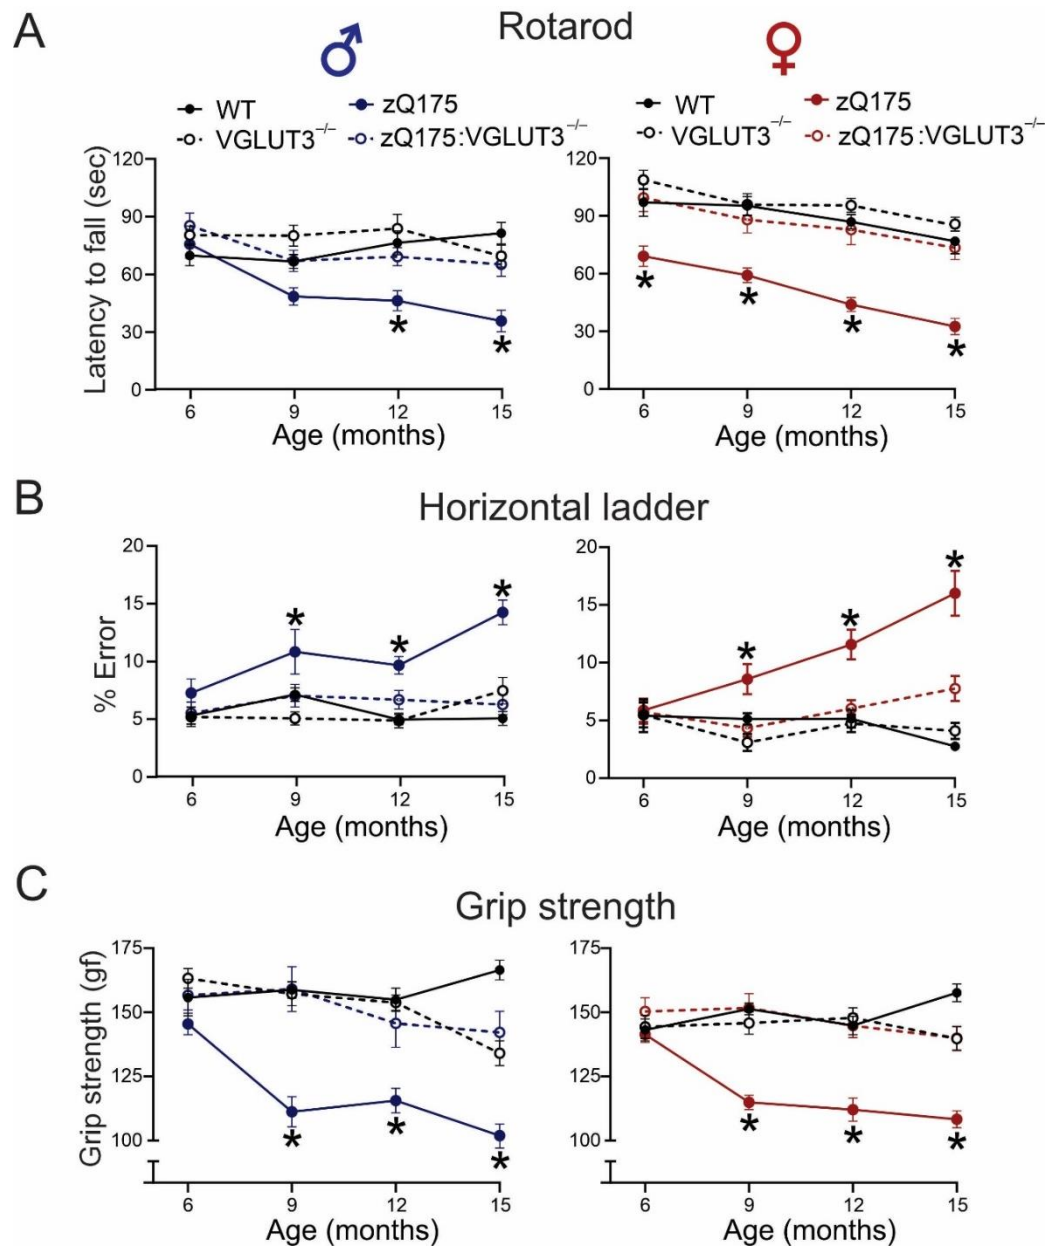 A
Rotarod
♂ ♀
WT zQ175
VGLUT3−/− zQ175:VGLUT3−/−
WT zQ175
VGLUT3−/− zQ175:VGLUT3−/−
Latency to fall (sec)
120
90
60
30
0
* *
6 9 12 15
Age (months)
120
90
60
30
0
* * * *
6 9 12 15
Age (months)
B
Horizontal ladder
% Error
20
15
10
5
0
* * *
6 9 12 15
Age (months)
20
15
10
5
0
* * *
6 9 12 15
Age (months)
C
Grip strength
Grip strength (gf)
175
150
125
100
* * *
6 9 12 15
Age (months)
175
150
125
100
* * *
6 9 12 15
Age (months)